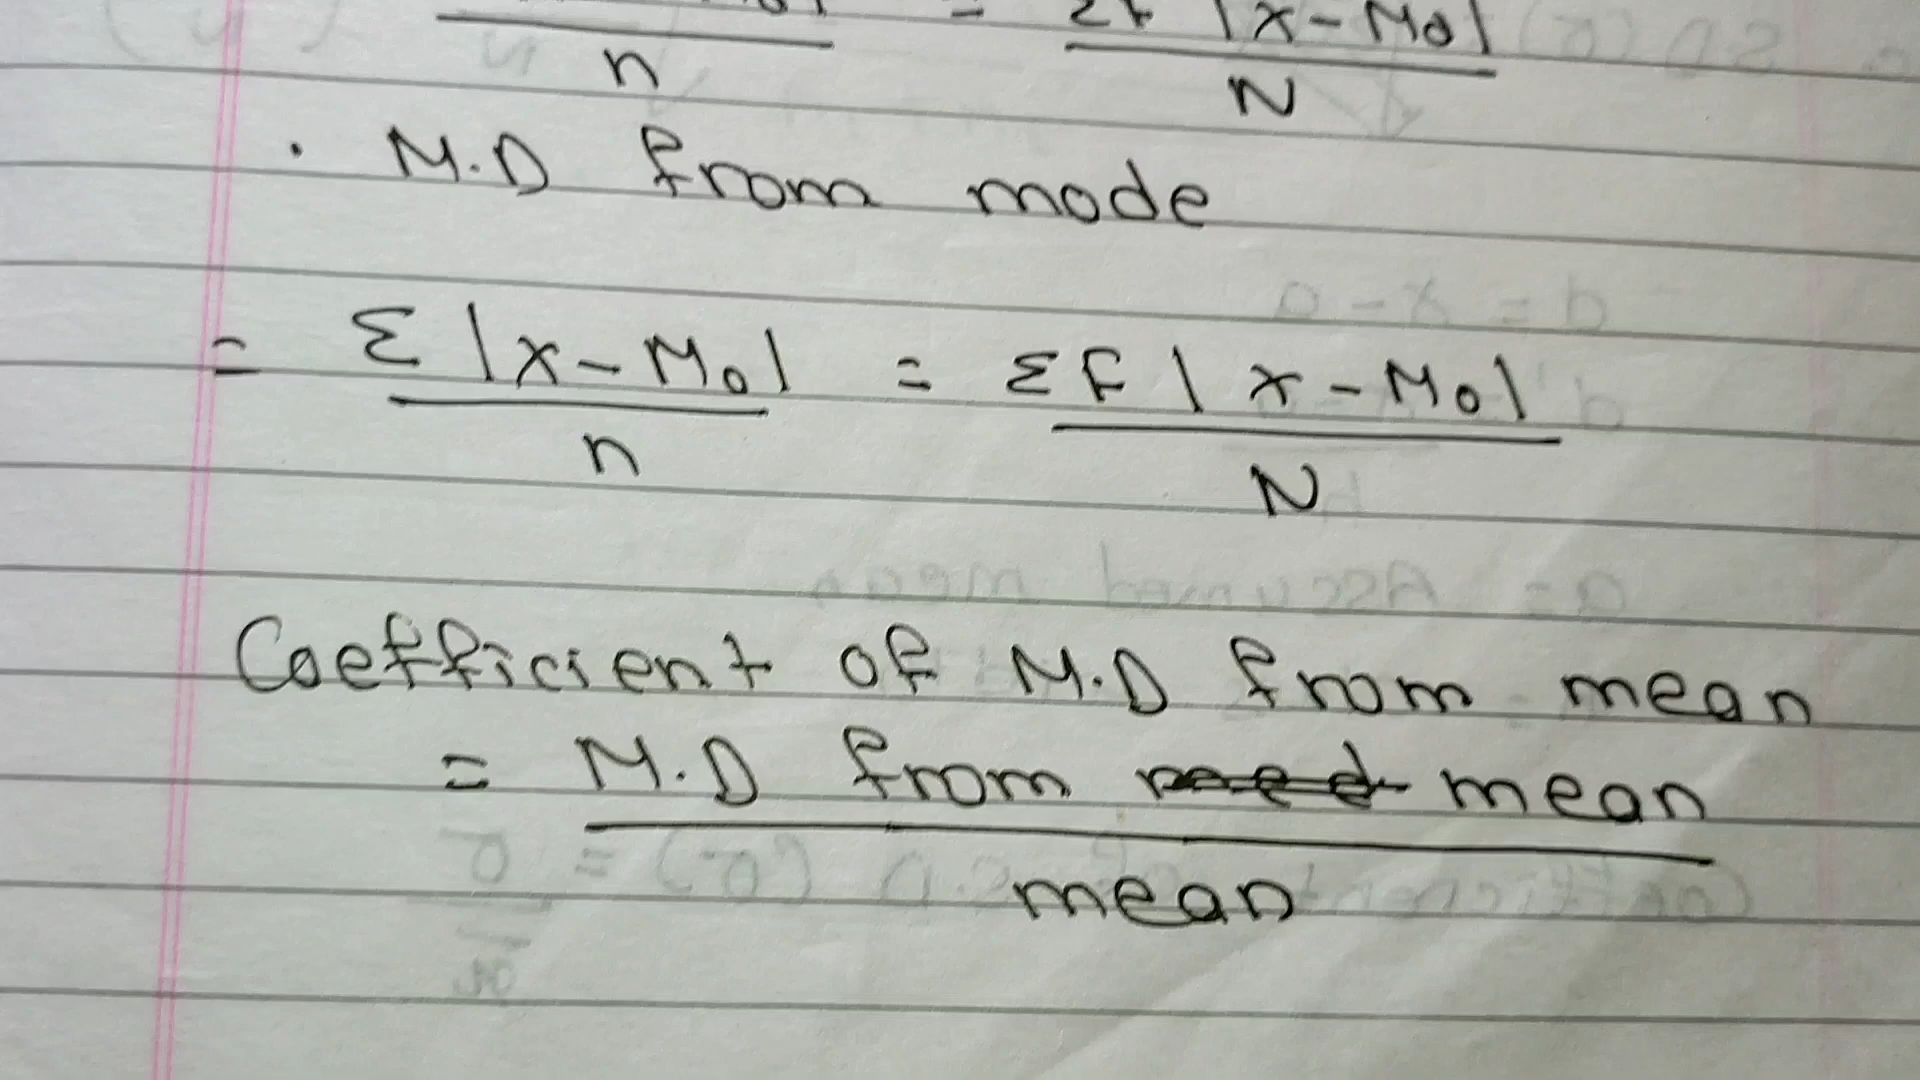 n = Σf |x-Mo| / N
· M.D from mode
= Σ |x-Mo| / n = Σf | x-Mo| / N
Coefficient of M.D from mean
= M.D from mean / mean